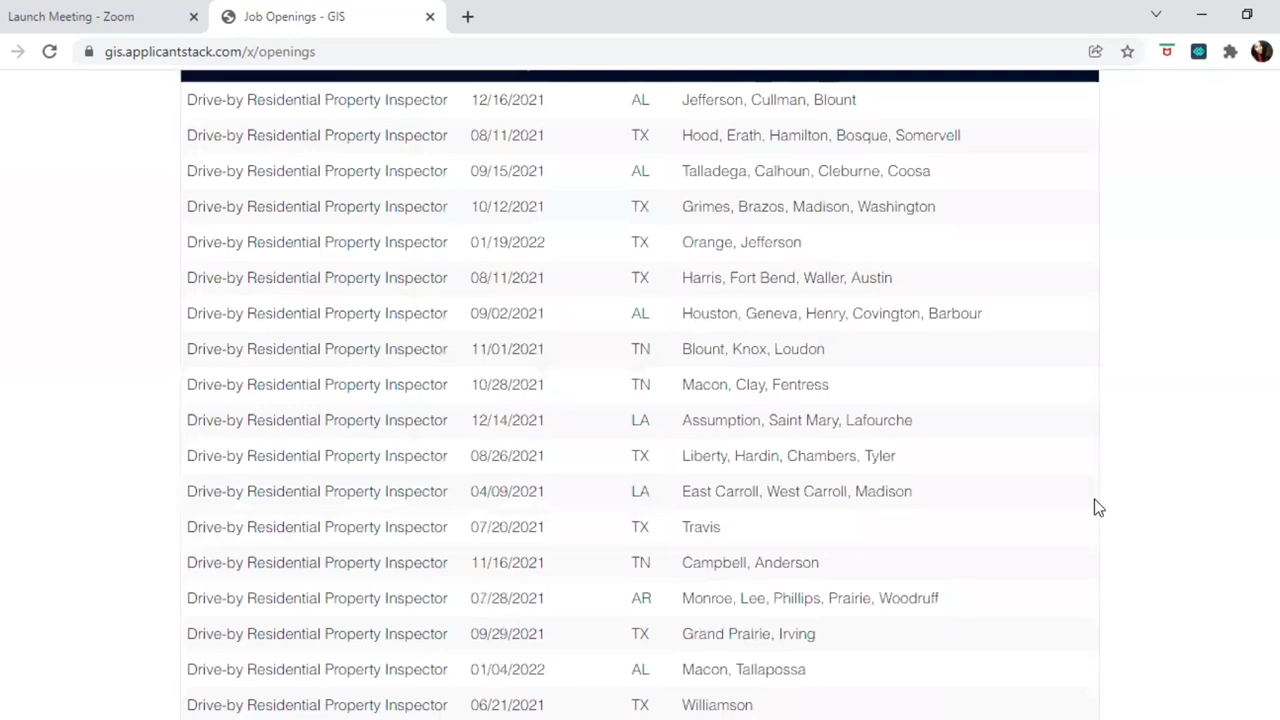 Launch Meeting - Zoom
Job Openings - GIS
gis.applicantstack.com/x/openings
Drive-by Residential Property Inspector 12/16/2021 AL Jefferson, Cullman, Blount
Drive-by Residential Property Inspector 08/11/2021 TX Hood, Erath, Hamilton, Bosque, Somervell
Drive-by Residential Property Inspector 09/15/2021 AL Talladega, Calhoun, Cleburne, Coosa
Drive-by Residential Property Inspector 10/12/2021 TX Grimes, Brazos, Madison, Washington
Drive-by Residential Property Inspector 01/19/2022 TX Orange, Jefferson
Drive-by Residential Property Inspector 08/11/2021 TX Harris, Fort Bend, Waller, Austin
Drive-by Residential Property Inspector 09/02/2021 AL Houston, Geneva, Henry, Covington, Barbour
Drive-by Residential Property Inspector 11/01/2021 TN Blount, Knox, Loudon
Drive-by Residential Property Inspector 10/28/2021 TN Macon, Clay, Fentress
Drive-by Residential Property Inspector 12/14/2021 LA Assumption, Saint Mary, Lafourche
Drive-by Residential Property Inspector 08/26/2021 TX Liberty, Hardin, Chambers, Tyler
Drive-by Residential Property Inspector 04/09/2021 LA East Carroll, West Carroll, Madison
Drive-by Residential Property Inspector 07/20/2021 TX Travis
Drive-by Residential Property Inspector 11/16/2021 TN Campbell, Anderson
Drive-by Residential Property Inspector 07/28/2021 AR Monroe, Lee, Phillips, Prairie, Woodruff
Drive-by Residential Property Inspector 09/29/2021 TX Grand Prairie, Irving
Drive-by Residential Property Inspector 01/04/2022 AL Macon, Tallapossa
Drive-by Residential Property Inspector 06/21/2021 TX Williamson